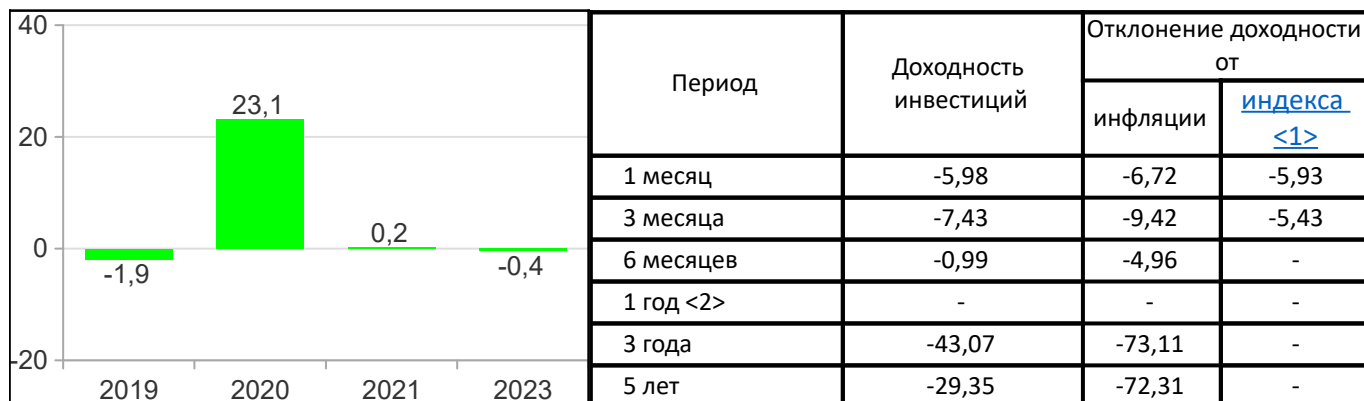 40
20
0
-20
23,1
0,2
-1,9
-0,4
2019 2020 2021 2023
Период
Доходность
инвестиций
Отклонение доходности
от
инфляции
индекса
<1>
1 месяц -5,98 -6,72 -5,93
3 месяца -7,43 -9,42 -5,43
6 месяцев -0,99 -4,96 -
1 год <2> - - -
3 года -43,07 -73,11 -
5 лет -29,35 -72,31 -